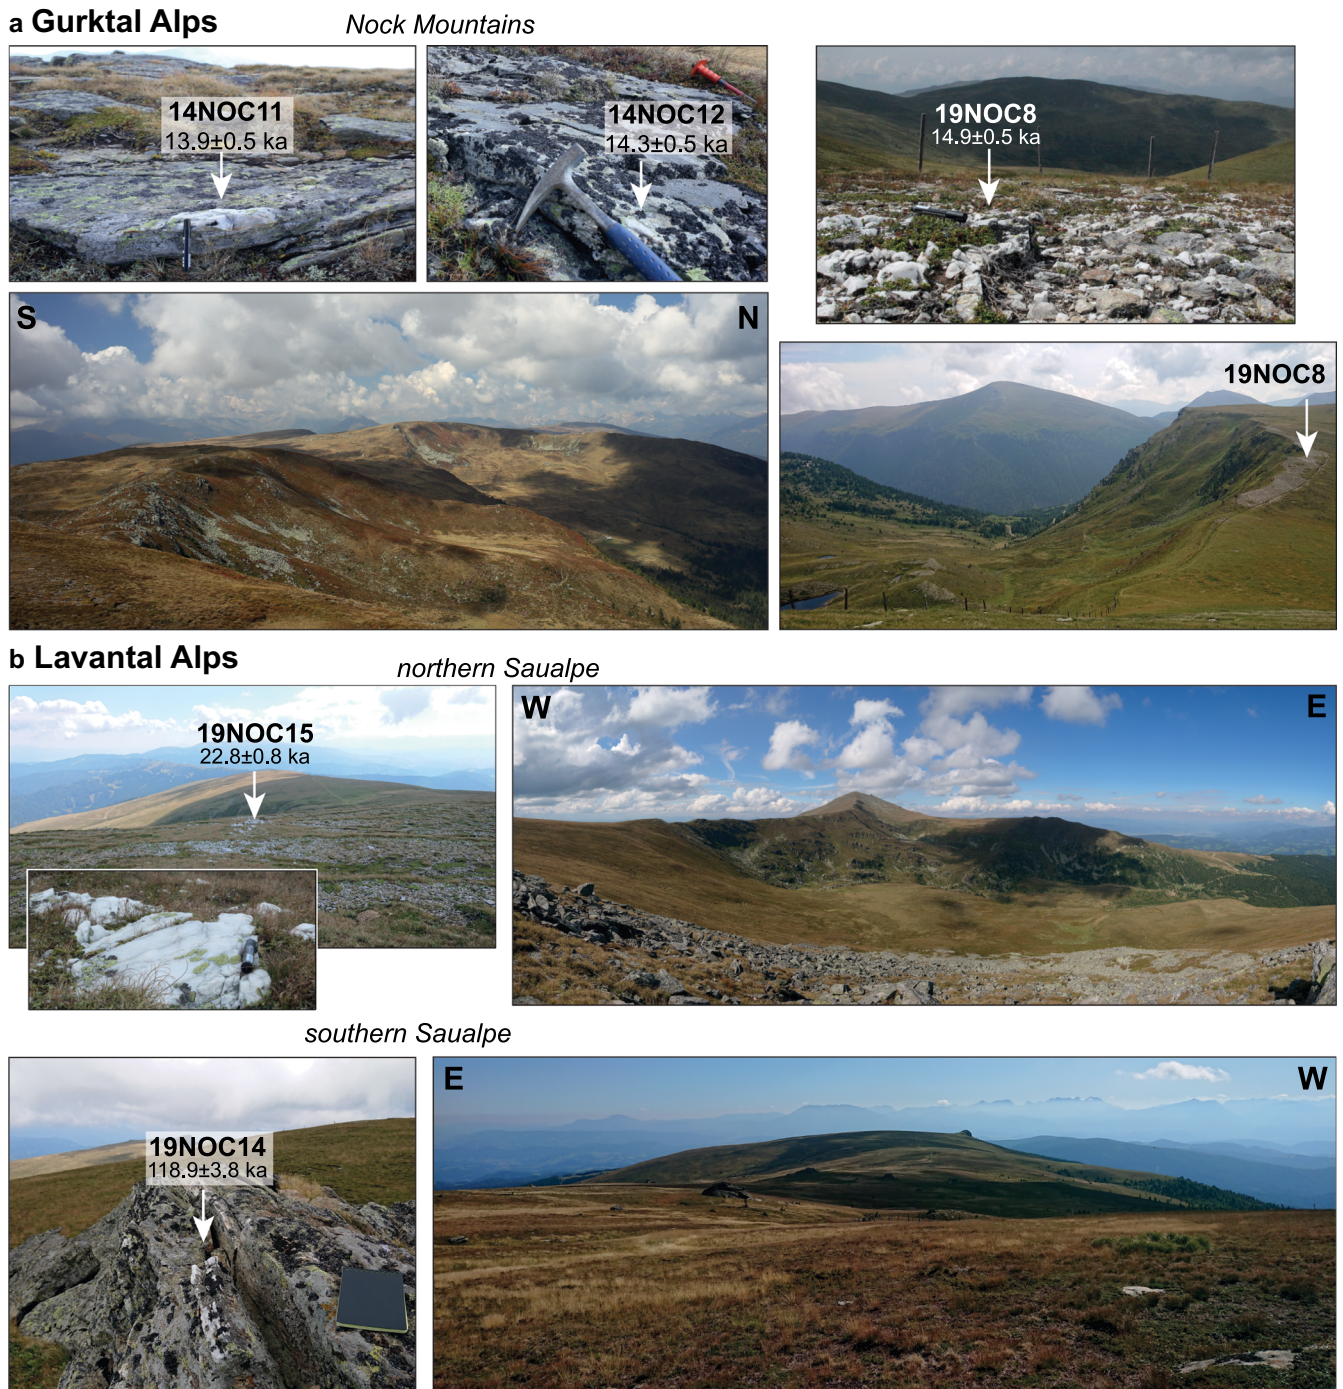 a Gurktal Alps
Nock Mountains
14NOC11
13.9±0.5 ka
14NOC12
14.3±0.5 ka
19NOC8
14.9±0.5 ka
S
N
19NOC8
b Lavantal Alps
northern Saualpe
19NOC15
22.8±0.8 ka
W
E
southern Saualpe
19NOC14
118.9±3.8 ka
E
W